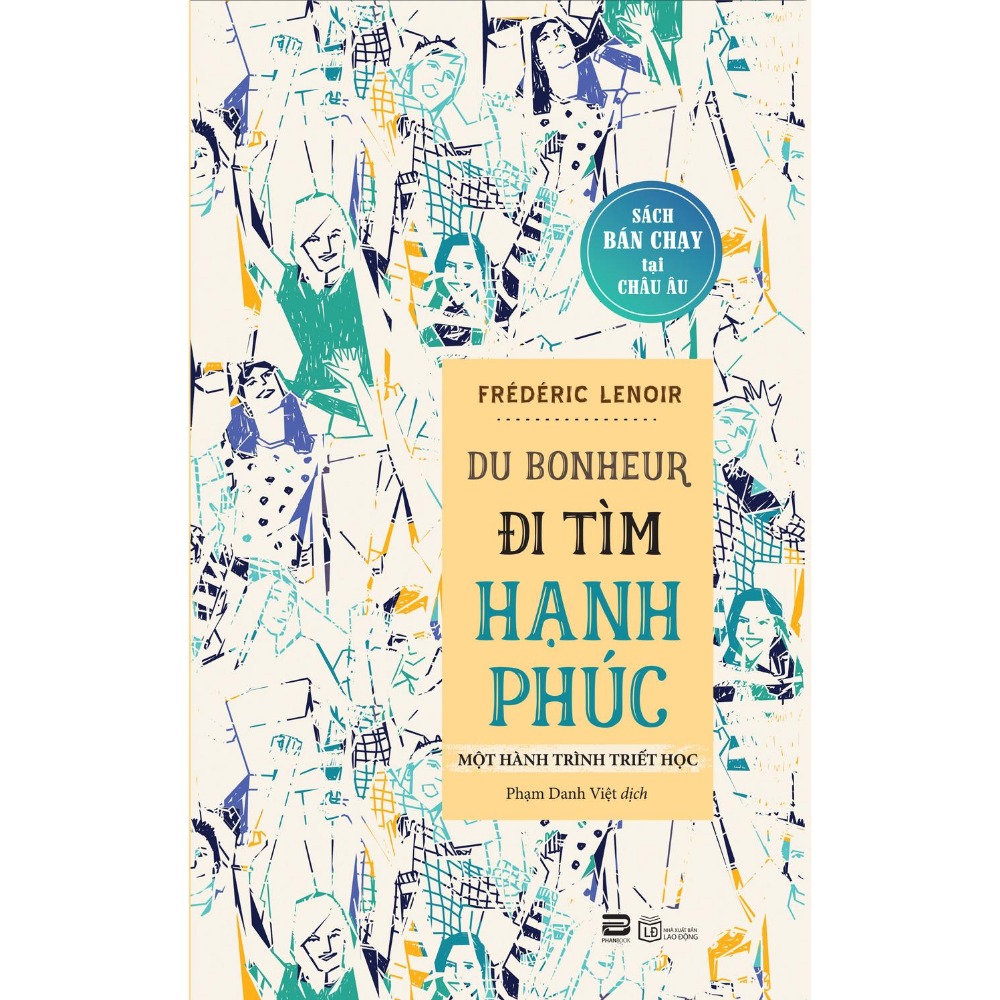 SÁCH
BÁN CHẠY
tại
CHÂU ÂU
FRÉDÉRIC LENOIR
DU BONHEUR
ĐI TÌM
HẠNH
PHÚC
MỘT HÀNH TRÌNH TRIẾT HỌC
Phạm Danh Việt dịch
PHANBOOK
LĐ
NHÀ XUẤT BẢN
LAO ĐỘNG